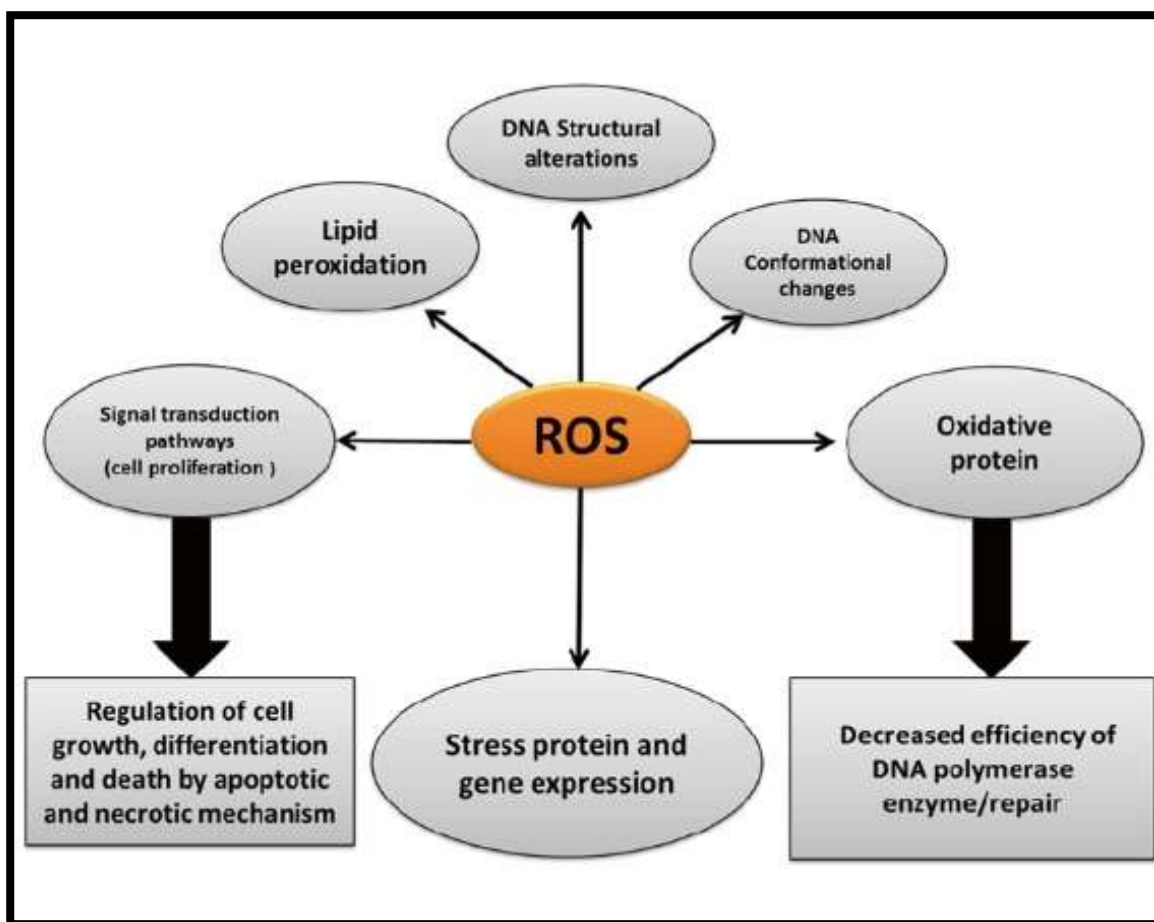 DNA Structural
alterations
Lipid
peroxidation
DNA
Conformational
changes
Signal transduction
pathways
(cell proliferation )
ROS
Oxidative
protein
Regulation of cell
growth, differentiation
and death by apoptotic
and necrotic mechanism
Stress protein and
gene expression
Decreased efficiency of
DNA polymerase
enzyme/repair